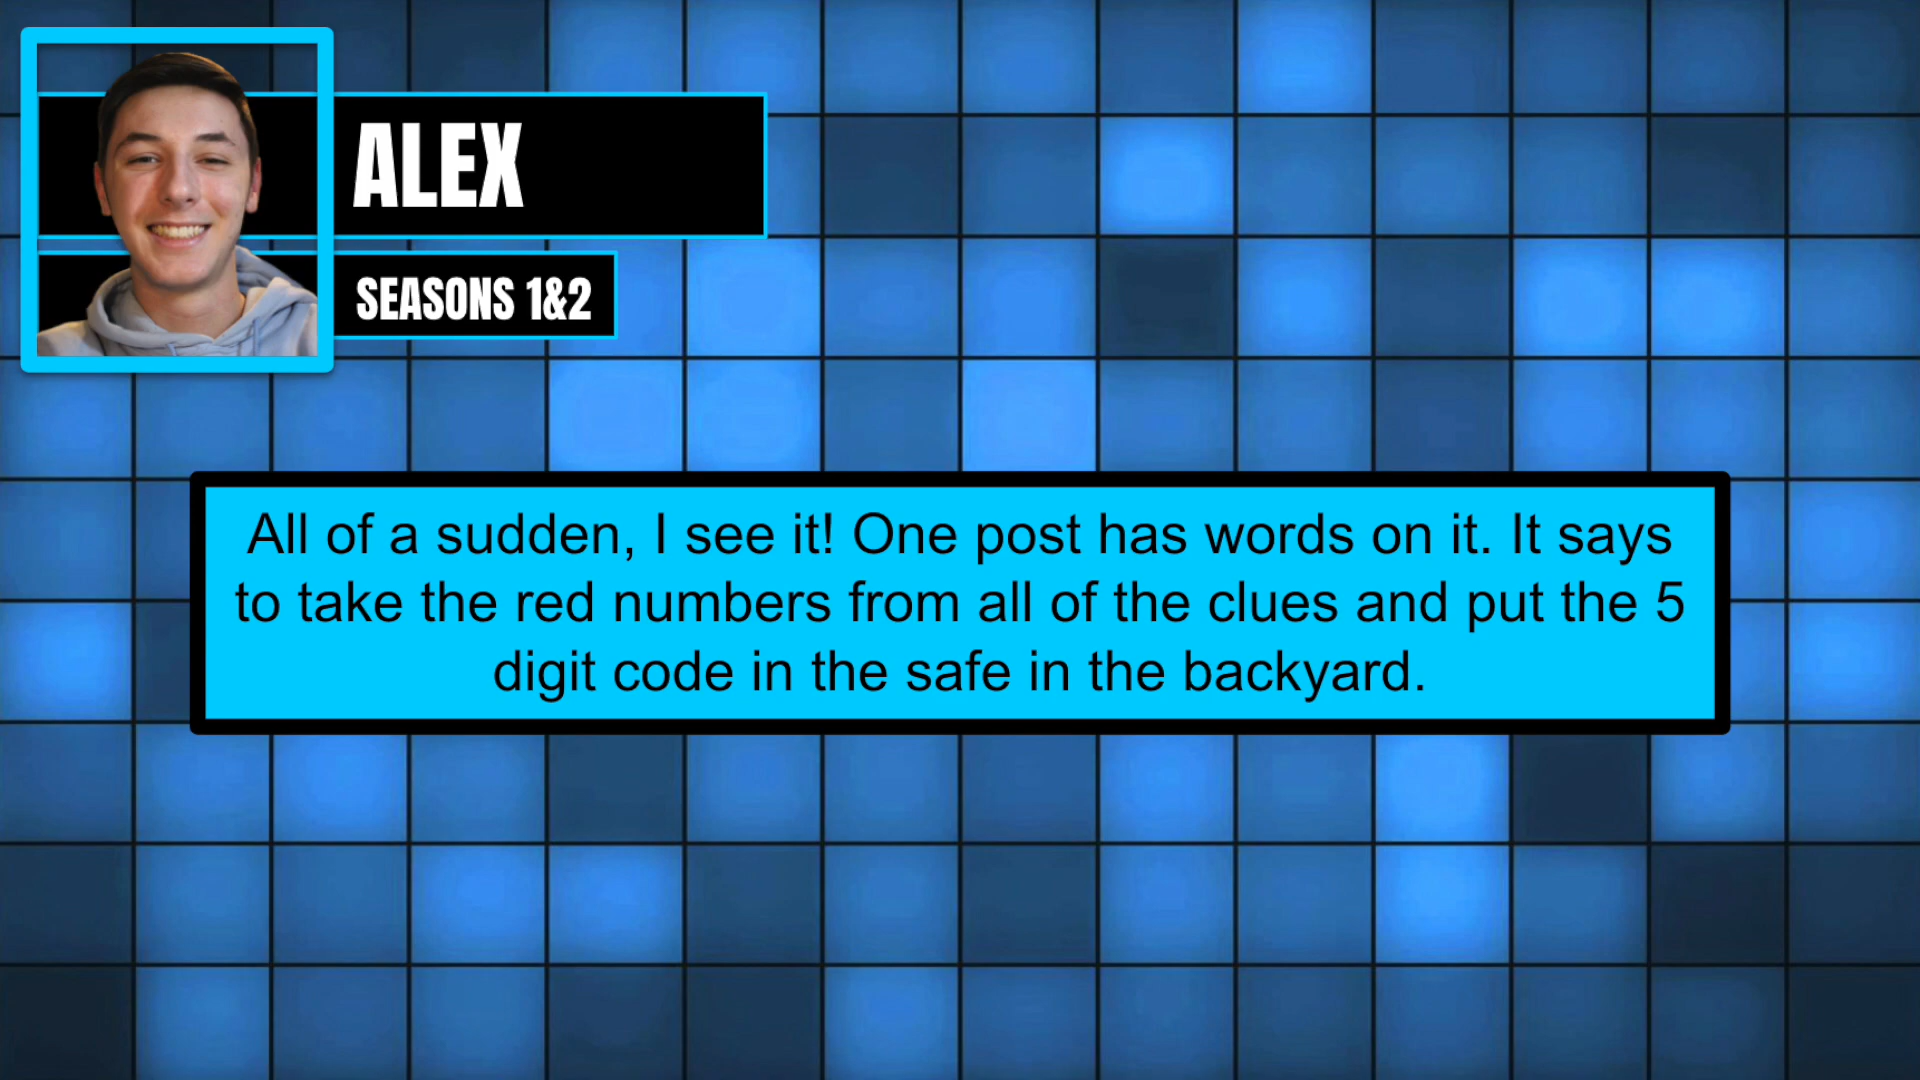 ALEX
SEASONS 1&2
All of a sudden, I see it! One post has words on it. It says
to take the red numbers from all of the clues and put the 5
digit code in the safe in the backyard.